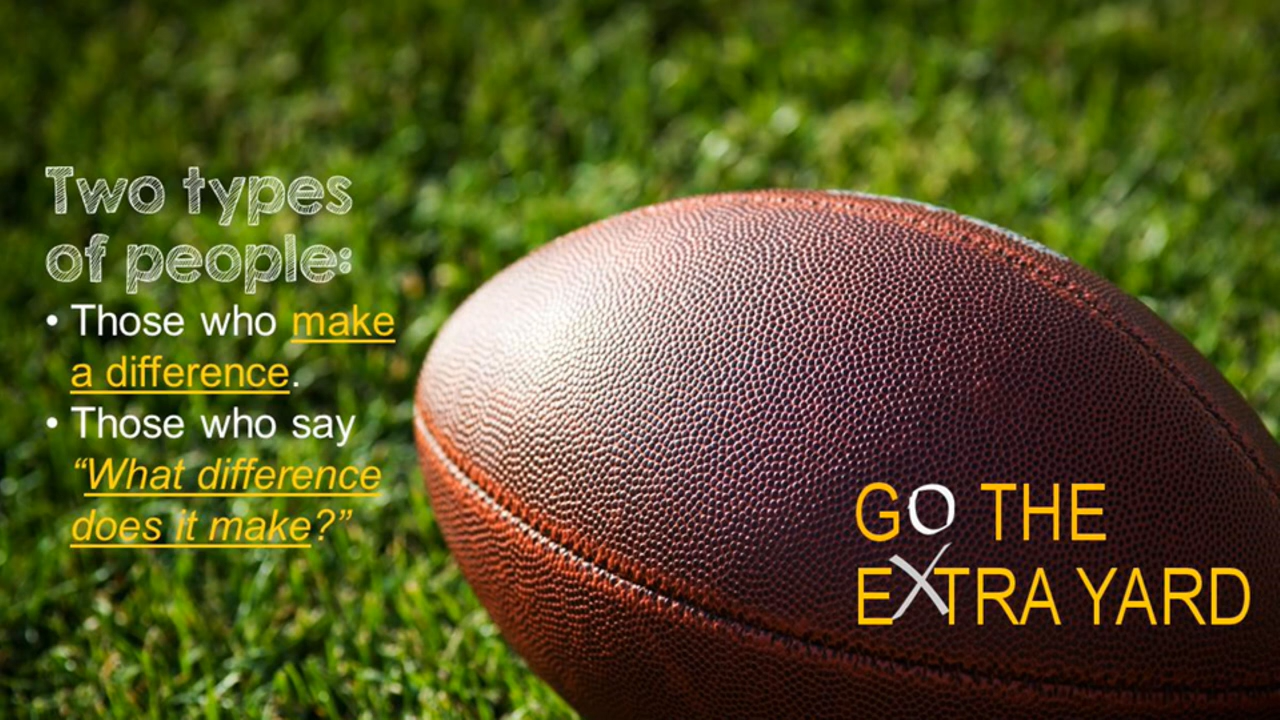 Two types
of people:
• Those who make
a difference.
• Those who say
“What difference
does it make?”
GO THE
EXTRA YARD